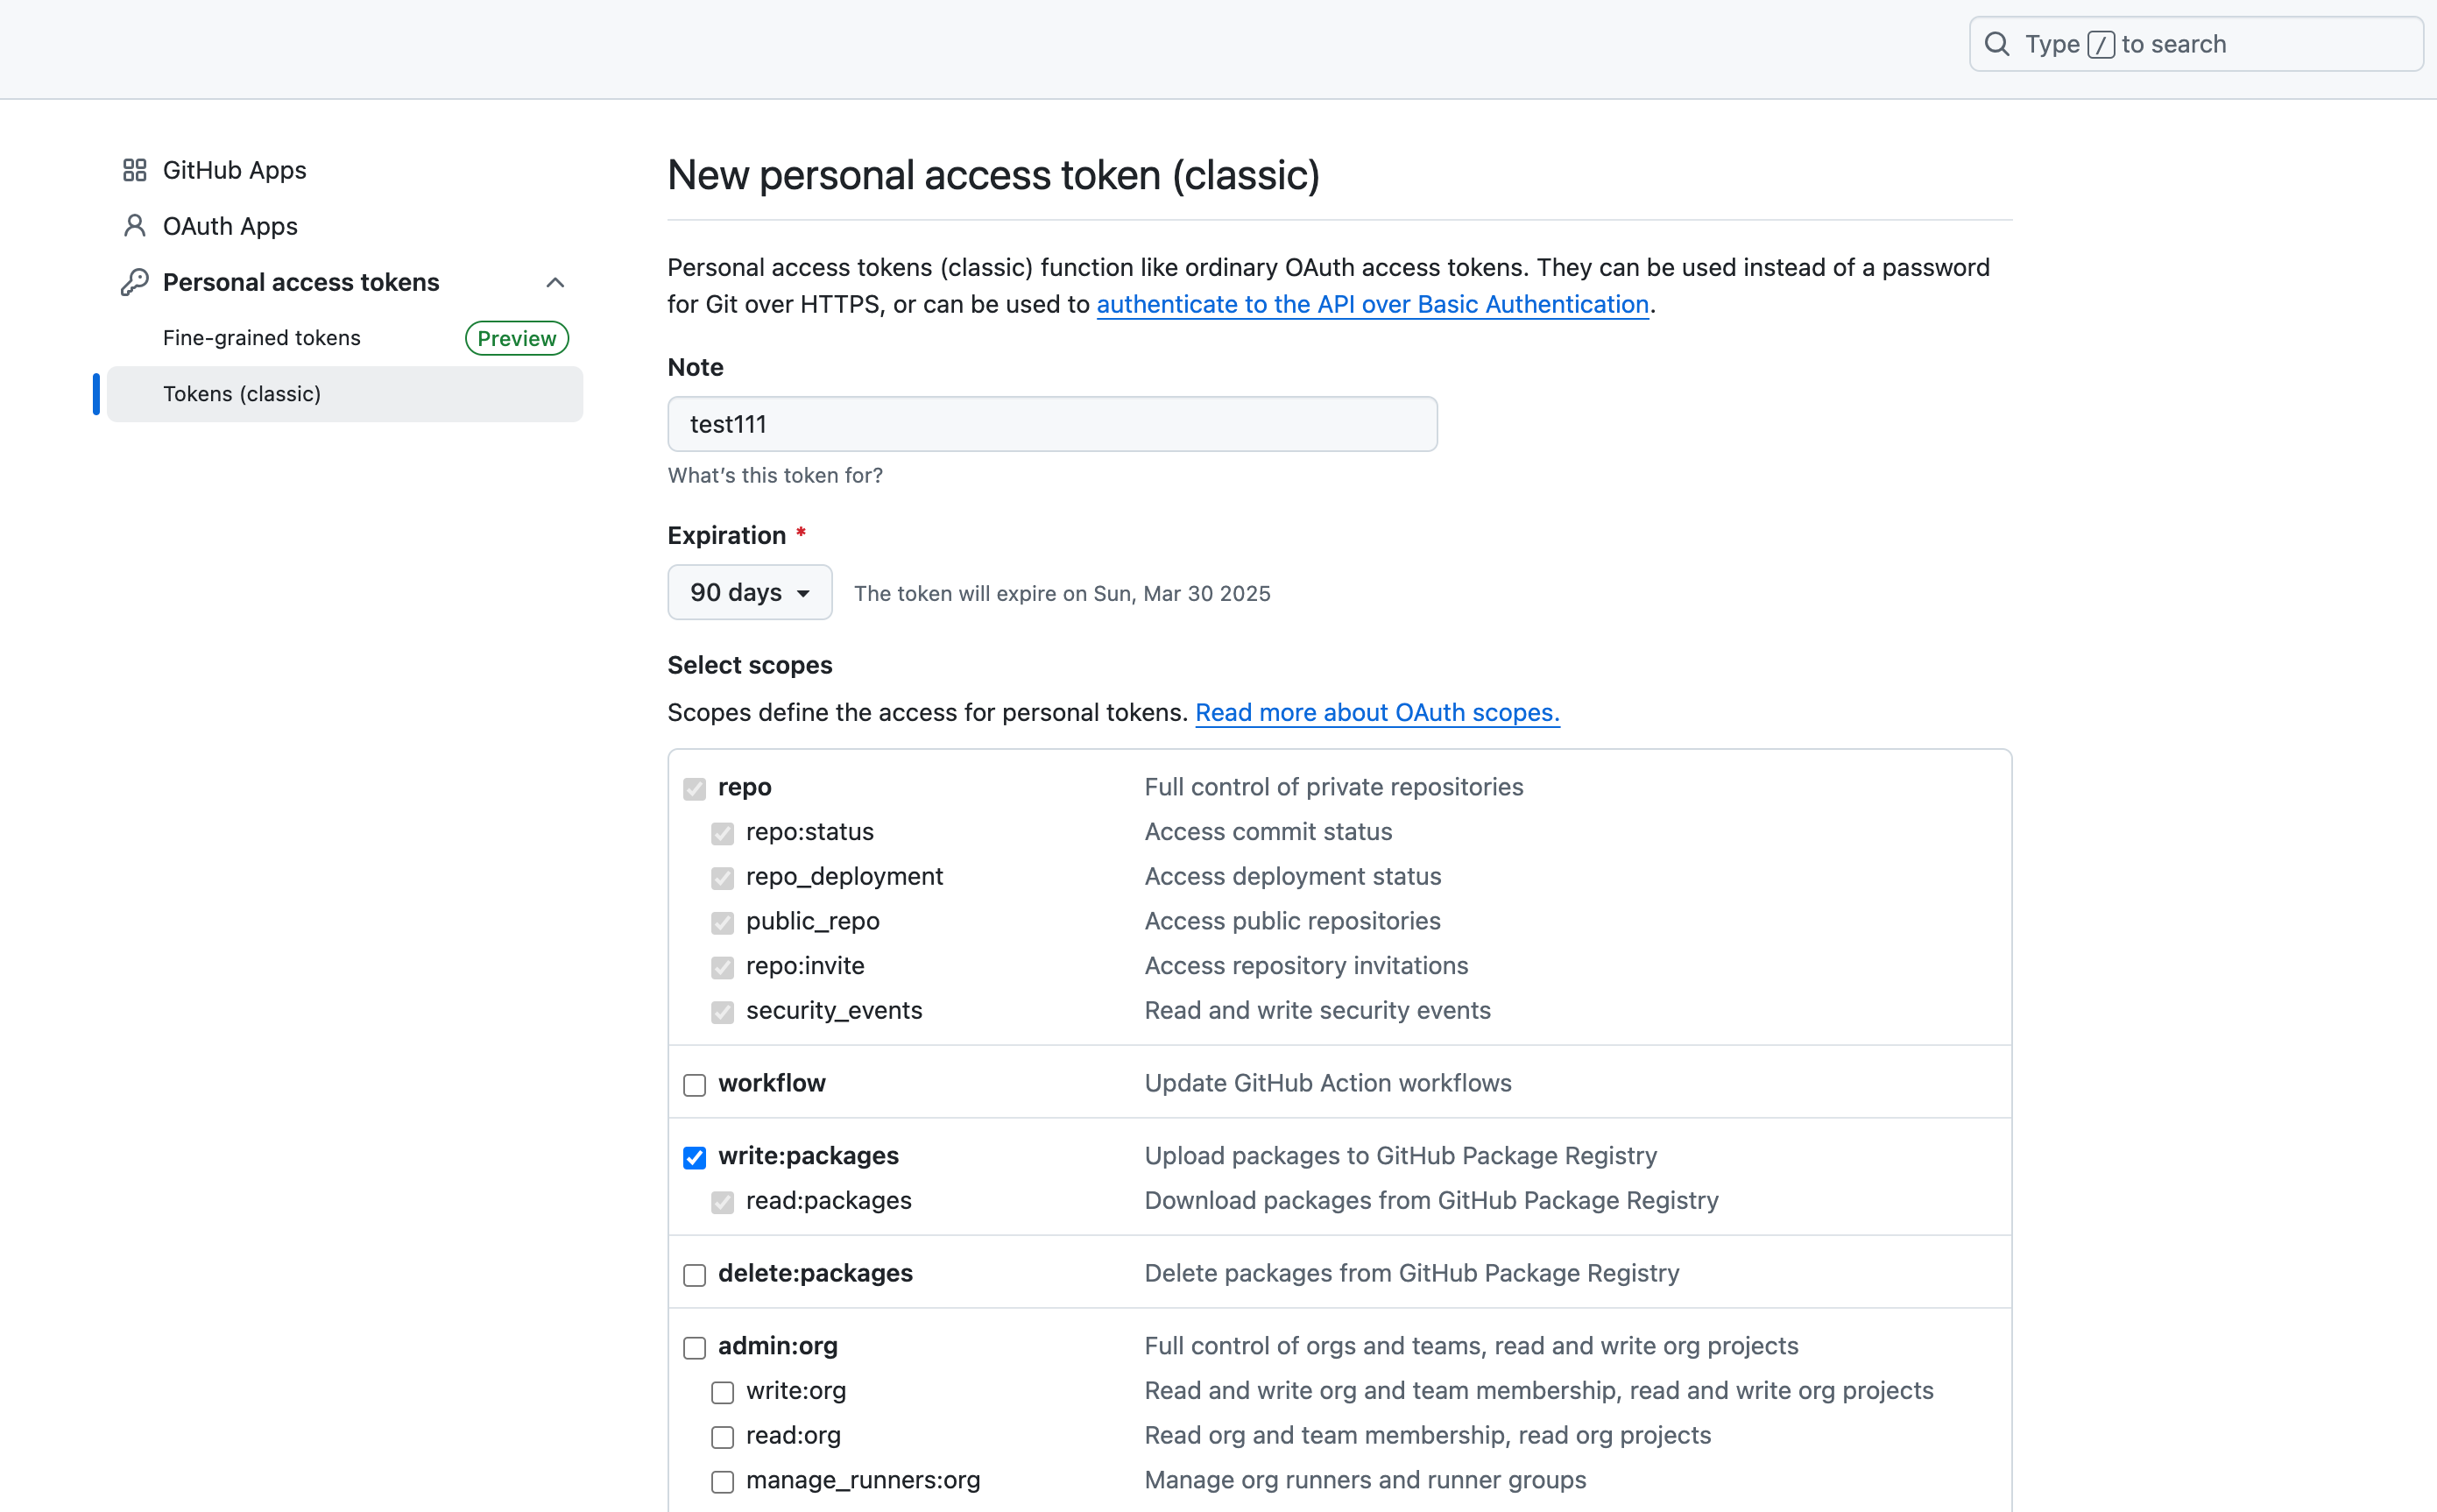 Type / to search
GitHub Apps
OAuth Apps
Personal access tokens
Fine-grained tokens Preview
Tokens (classic)
New personal access token (classic)
Personal access tokens (classic) function like ordinary OAuth access tokens. They can be used instead of a password
for Git over HTTPS, or can be used to authenticate to the API over Basic Authentication.
Note
test111
What's this token for?
Expiration *
90 days The token will expire on Sun, Mar 30 2025
Select scopes
Scopes define the access for personal tokens. Read more about OAuth scopes.
repo Full control of private repositories
repo:status Access commit status
repo_deployment Access deployment status
public_repo Access public repositories
repo:invite Access repository invitations
security_events Read and write security events
workflow Update GitHub Action workflows
write:packages Upload packages to GitHub Package Registry
read:packages Download packages from GitHub Package Registry
delete:packages Delete packages from GitHub Package Registry
admin:org Full control of orgs and teams, read and write org projects
write:org Read and write org and team membership, read and write org projects
read:org Read org and team membership, read org projects
manage_runners:org Manage org runners and runner groups